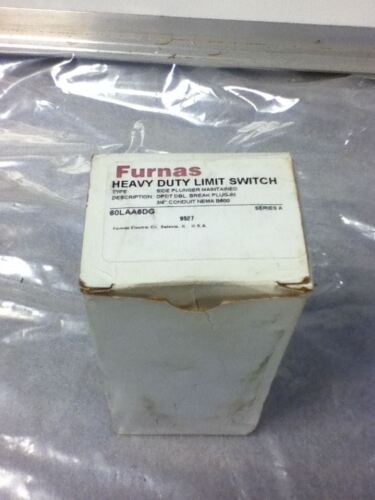 Furnas
HEAVY DUTY LIMIT SWITCH
TYPE SIDE PLUNGER MAINTAINED
DESCRIPTION: DPDT DBL. BREAK PLUG-IN
3/4" CONDUIT NEMA B600
60LAA6DG SERIES A
9527
Furnas Electric Co. Batavia, IL U.S.A.